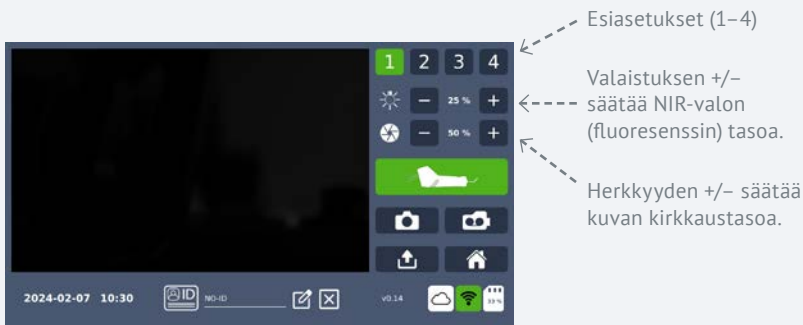 Esiasetukset (1–4)
1 2 3 4
Valaistuksen +/–
säätää NIR-valon
(fluoresenssin) tasoa.
– 25 % +
– 50 % +
Herkkyyden +/– säätää
kuvan kirkkaustasoa.
2024-02-07 10:30
ID NO-ID
v0.14
33 %